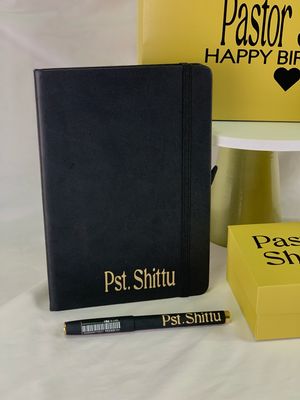 Pastor S
HAPPY BIR
Pst. Shittu
Pst. Shittu
Pas
Sh